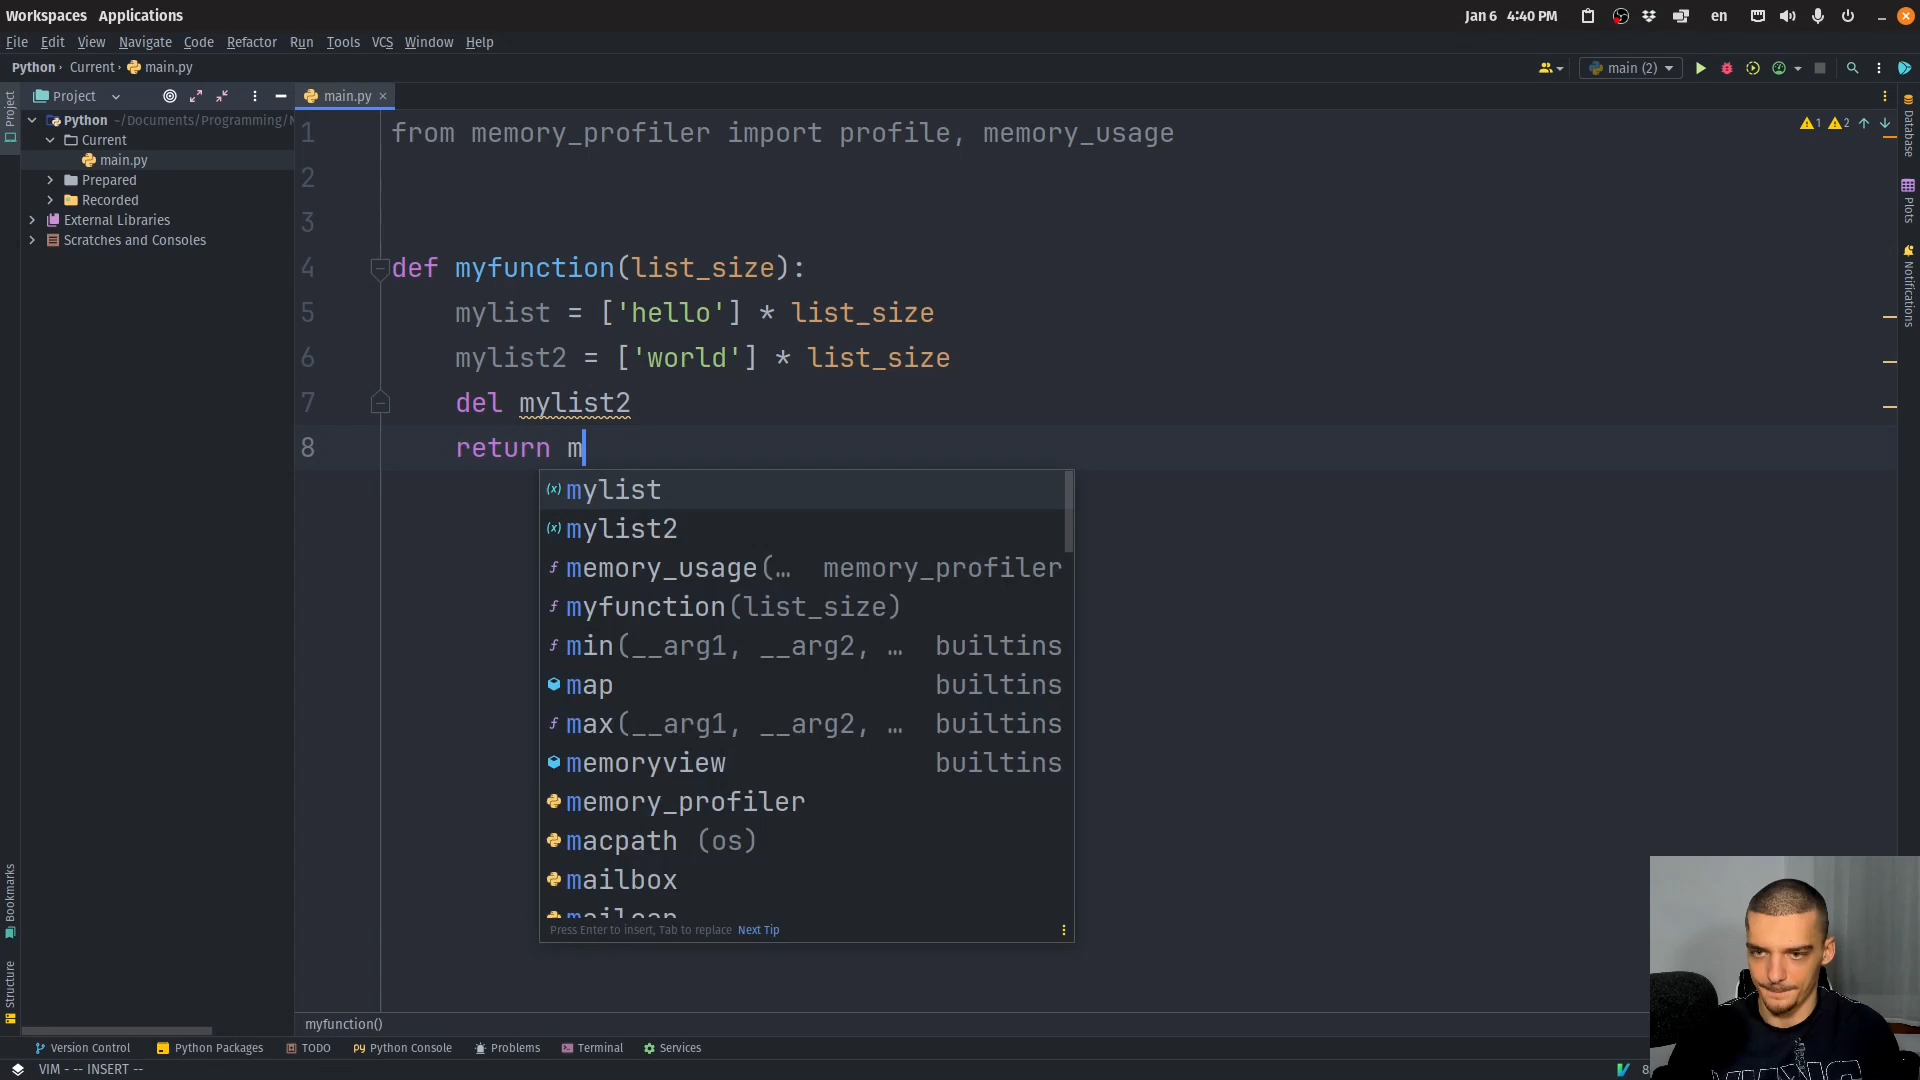 Workspaces Applications
Jan 6 4:40 PM
en
File Edit View Navigate Code Refactor Run Tools VCS Window Help
Python › Current › main.py
main (2)
Project
Project
main.py
Python ~/Documents/Programming/
Current
main.py
Prepared
Recorded
External Libraries
Scratches and Consoles
1 from memory_profiler import profile, memory_usage
2
3
4 def myfunction(list_size):
5 mylist = ['hello'] * list_size
6 mylist2 = ['world'] * list_size
7 del mylist2
8 return m
1 2
mylist
mylist2
memory_usage(… memory_profiler
myfunction(list_size)
min(__arg1, __arg2, … builtins
map builtins
max(__arg1, __arg2, … builtins
memoryview builtins
memory_profiler
macpath (os)
mailbox
mailcap
Press Enter to insert, Tab to replace Next Tip
Database
Plots
Notifications
Bookmarks
Structure
myfunction()
Version Control Python Packages TODO Python Console Problems Terminal Services
VIM - -- INSERT --
8